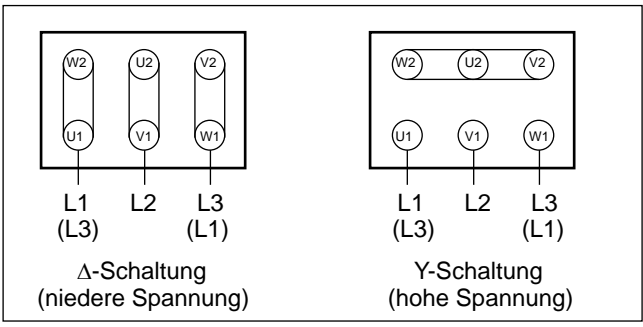 W2 U2 V2
U1 V1 W1
L1 L2 L3
(L3) (L1)
Δ-Schaltung
(niedere Spannung)
W2 U2 V2
U1 V1 W1
L1 L2 L3
(L3) (L1)
Y-Schaltung
(hohe Spannung)